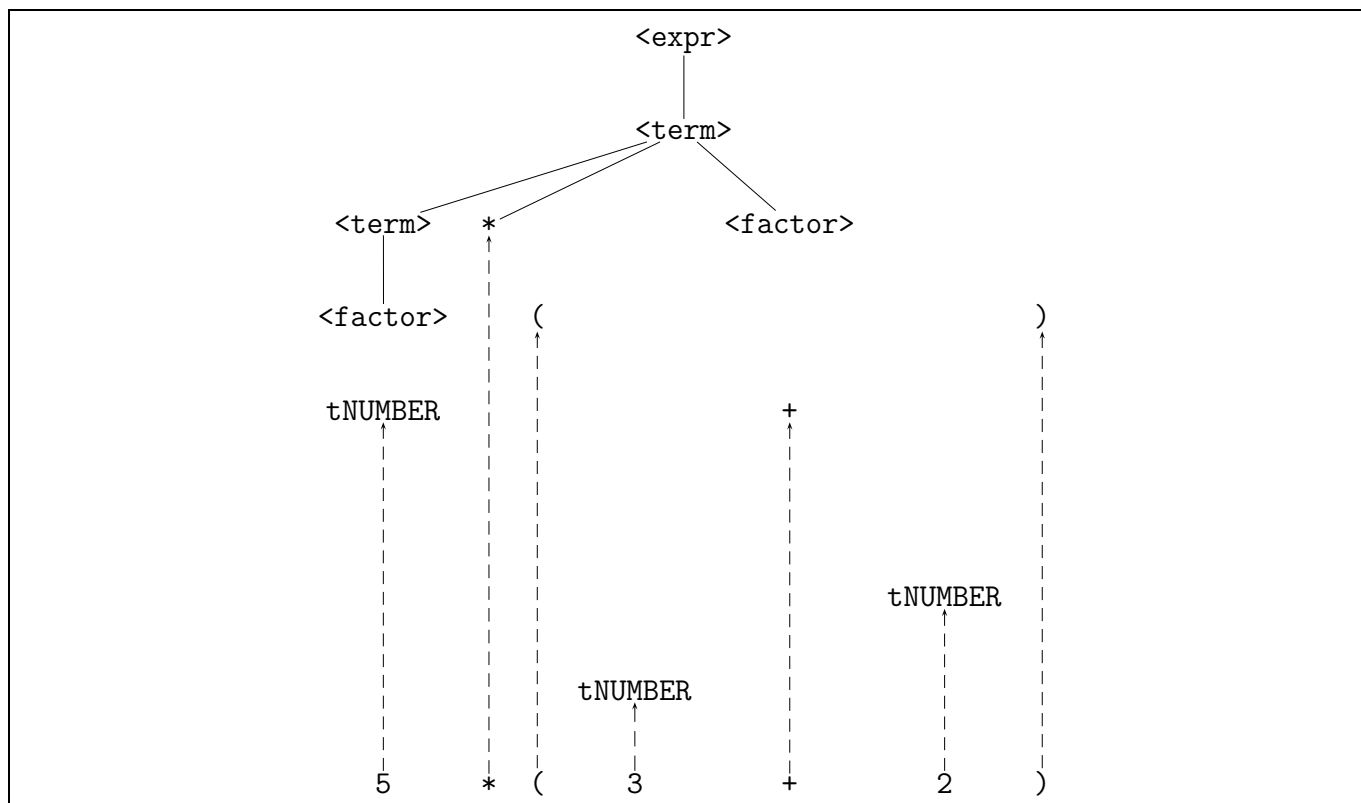 <expr>
<term>
<term> * <factor>
<factor> ( )
tNUMBER +
tNUMBER
tNUMBER
5 * ( 3 + 2 )